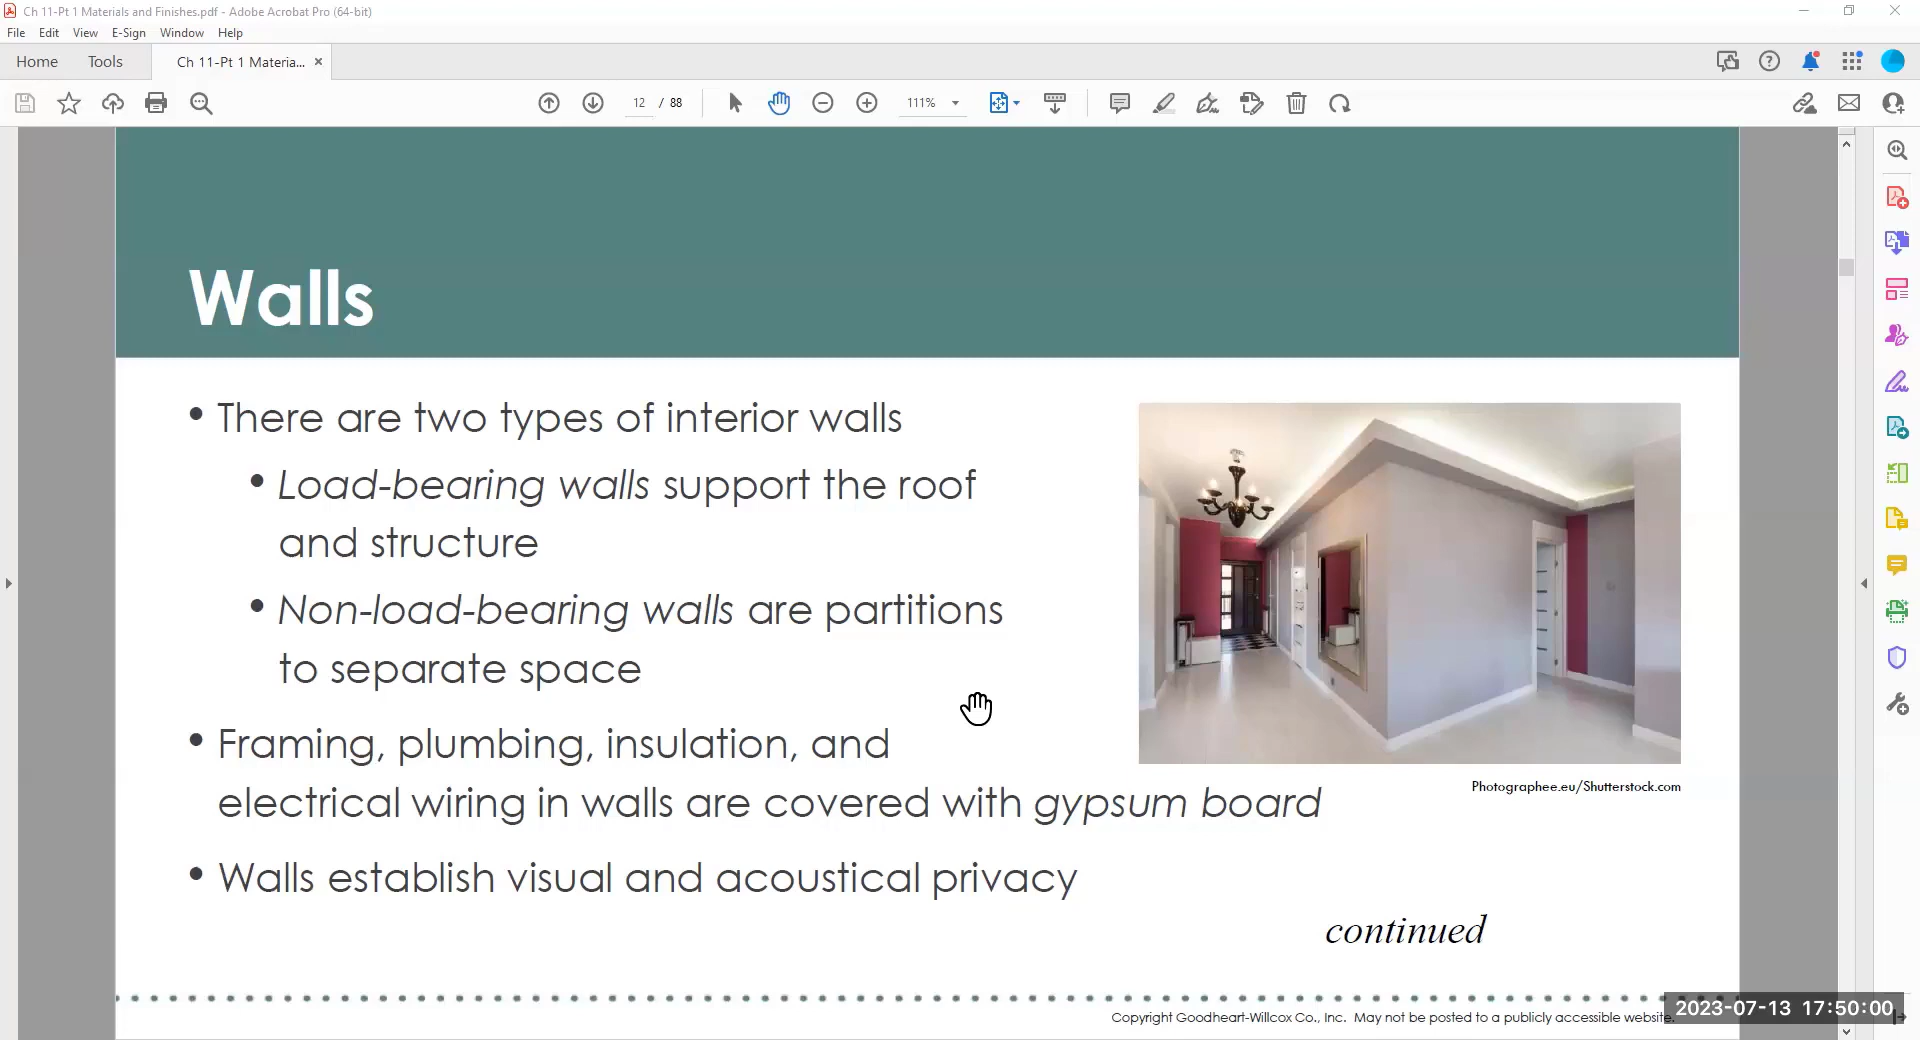 Ch 11-Pt 1 Materials and Finishes.pdf - Adobe Acrobat Pro (64-bit)
File Edit View E-Sign Window Help
Home Tools Ch 11-Pt 1 Materia... ×
12 / 88 111%
Walls
• There are two types of interior walls
• Load-bearing walls support the roof
and structure
• Non-load-bearing walls are partitions
to separate space
• Framing, plumbing, insulation, and
electrical wiring in walls are covered with gypsum board
Photographee.eu/Shutterstock.com
• Walls establish visual and acoustical privacy
continued
Copyright Goodheart-Willcox Co., Inc. May not be posted to a publicly accessible website.
2023-07-13 17:50:00